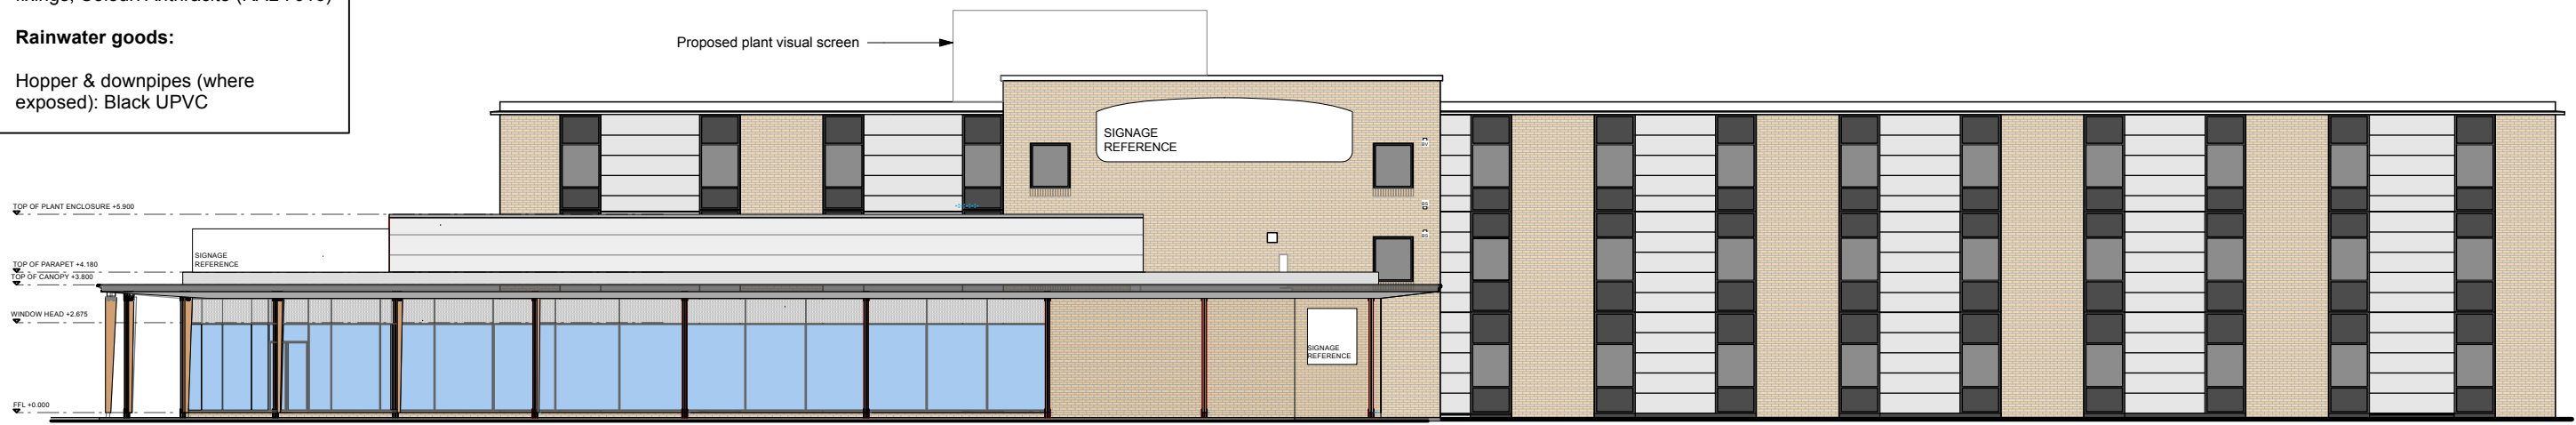 Rainwater goods:
Hopper & downpipes (where
exposed): Black UPVC
Proposed plant visual screen
SIGNAGE
REFERENCE
TOP OF PLANT ENCLOSURE +5.900
SIGNAGE
REFERENCE
TOP OF PARAPET +4.180
TOP OF CANOPY +3.800
WINDOW HEAD +2.675
SIGNAGE
REFERENCE
FFL +0.000